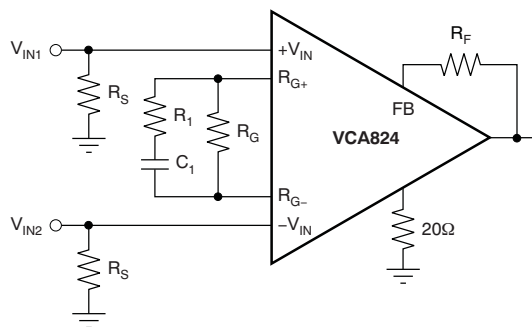 V_IN1
+V_IN
R_F
R_S
R_G+
R_1
R_G
FB
VCA824
C_1
R_G−
V_IN2
−V_IN
20Ω
R_S